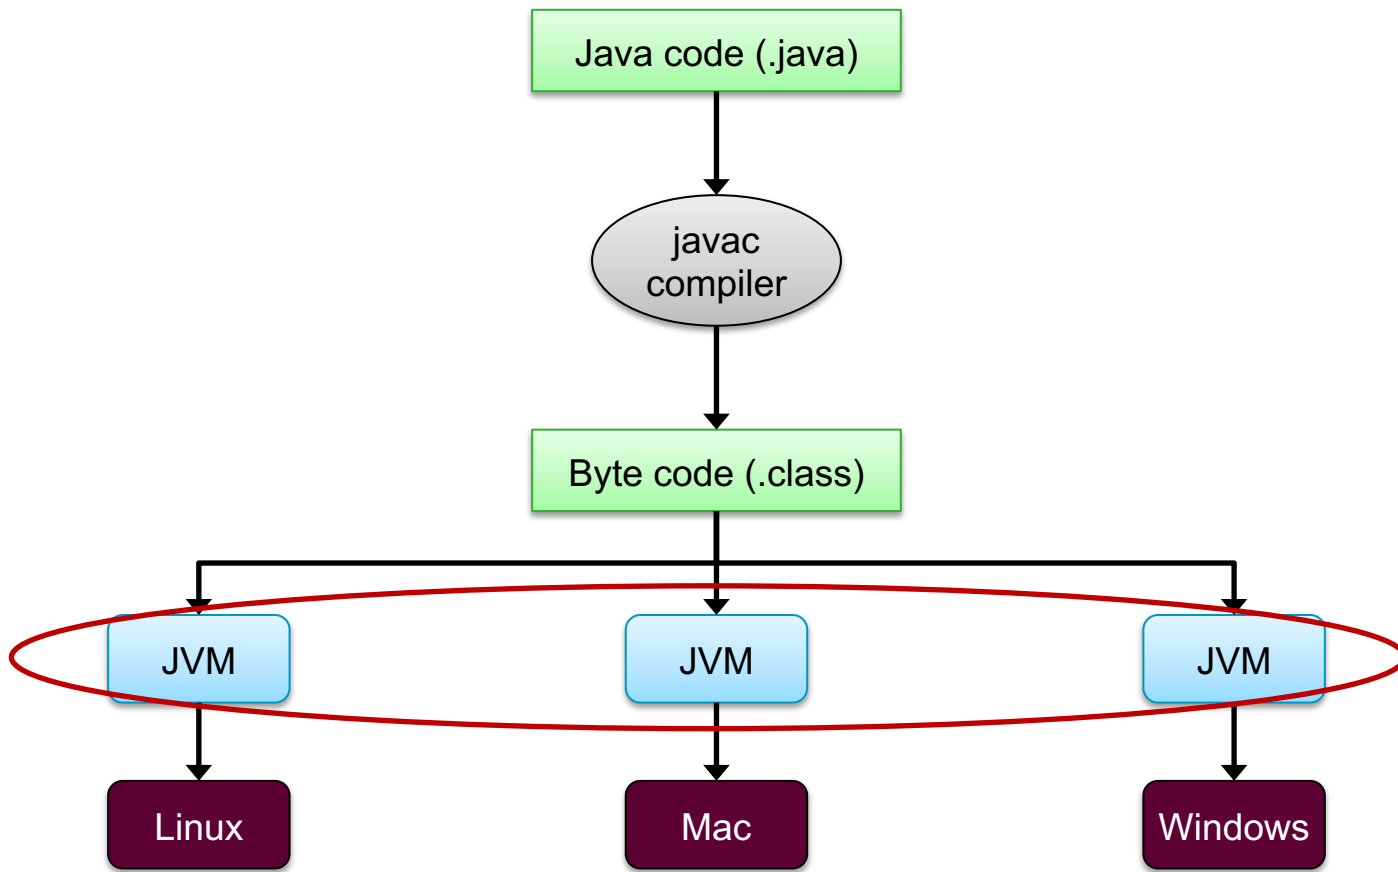 Java code (.java)
javac
compiler
Byte code (.class)
JVM
JVM
JVM
Linux
Mac
Windows